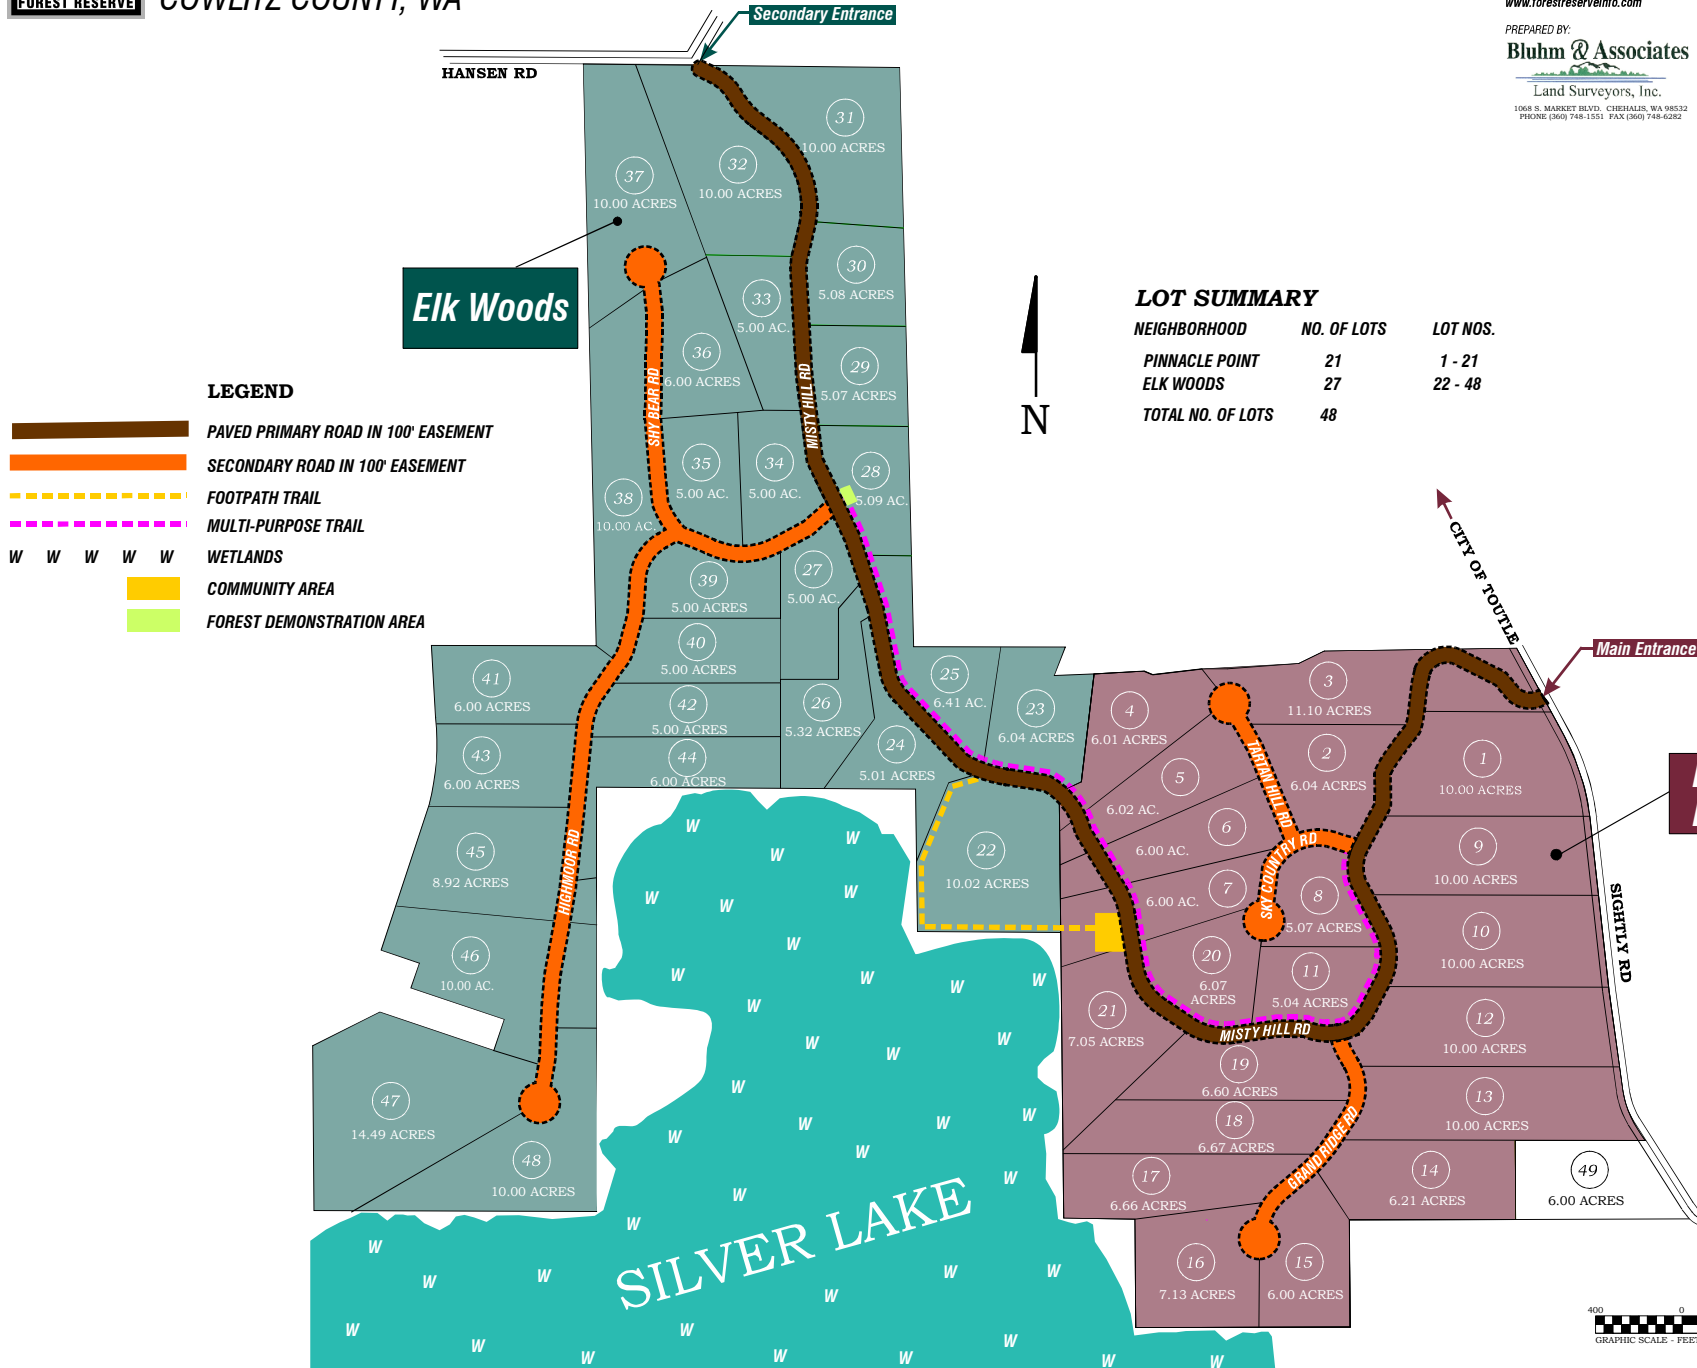 FOREST RESERVE
COWLITZ COUNTY, WA
Secondary Entrance
HANSEN RD
www.forestreserveinfo.com
PREPARED BY:
Bluhm & Associates
Land Surveyors, Inc.
1068 S. MARKET BLVD. CHEHALIS, WA 98532
PHONE (360) 748-1551 FAX (360) 748-6282
31
10.00 ACRES
32
10.00 ACRES
37
10.00 ACRES
Elk Woods
30
5.08 ACRES
33
5.00 AC.
36
6.00 ACRES
29
5.07 ACRES
SHY BEAR RD
MISTY HILL RD
35
5.00 AC.
34
5.00 AC.
28
5.09 AC.
38
10.00 AC.
N
LOT SUMMARY
NEIGHBORHOOD NO. OF LOTS LOT NOS.
PINNACLE POINT 21 1 - 21
ELK WOODS 27 22 - 48
TOTAL NO. OF LOTS 48
LEGEND
PAVED PRIMARY ROAD IN 100' EASEMENT
SECONDARY ROAD IN 100' EASEMENT
FOOTPATH TRAIL
MULTI-PURPOSE TRAIL
W W W W W WETLANDS
COMMUNITY AREA
FOREST DEMONSTRATION AREA
CITY OF TOUTLE
Main Entrance
39
5.00 ACRES
27
5.00 AC.
40
5.00 ACRES
41
6.00 ACRES
42
5.00 ACRES
26
5.32 ACRES
25
6.41 AC.
23
6.04 ACRES
24
5.01 ACRES
43
6.00 ACRES
44
6.00 ACRES
45
8.92 ACRES
HIGHMOOR RD
46
10.00 AC.
47
14.49 ACRES
48
10.00 ACRES
22
10.02 ACRES
4
6.01 ACRES
3
11.10 ACRES
2
6.04 ACRES
1
10.00 ACRES
5
6.02 AC.
TARTAN HILL RD
6
6.00 AC.
SKY COUNTRY RD
7
6.00 AC.
8
5.07 ACRES
9
10.00 ACRES
SIGHTLY RD
10
10.00 ACRES
20
6.07
ACRES
11
5.04 ACRES
21
7.05 ACRES
MISTY HILL RD
12
10.00 ACRES
19
6.60 ACRES
18
6.67 ACRES
13
10.00 ACRES
GRAND RIDGE RD
17
6.66 ACRES
14
6.21 ACRES
49
6.00 ACRES
16
7.13 ACRES
15
6.00 ACRES
W W W W W W W W W W W W W W W W W W W W W W W W W W W W W W W W W W W W W W W W W W
SILVER LAKE
400 0
GRAPHIC SCALE - FEET